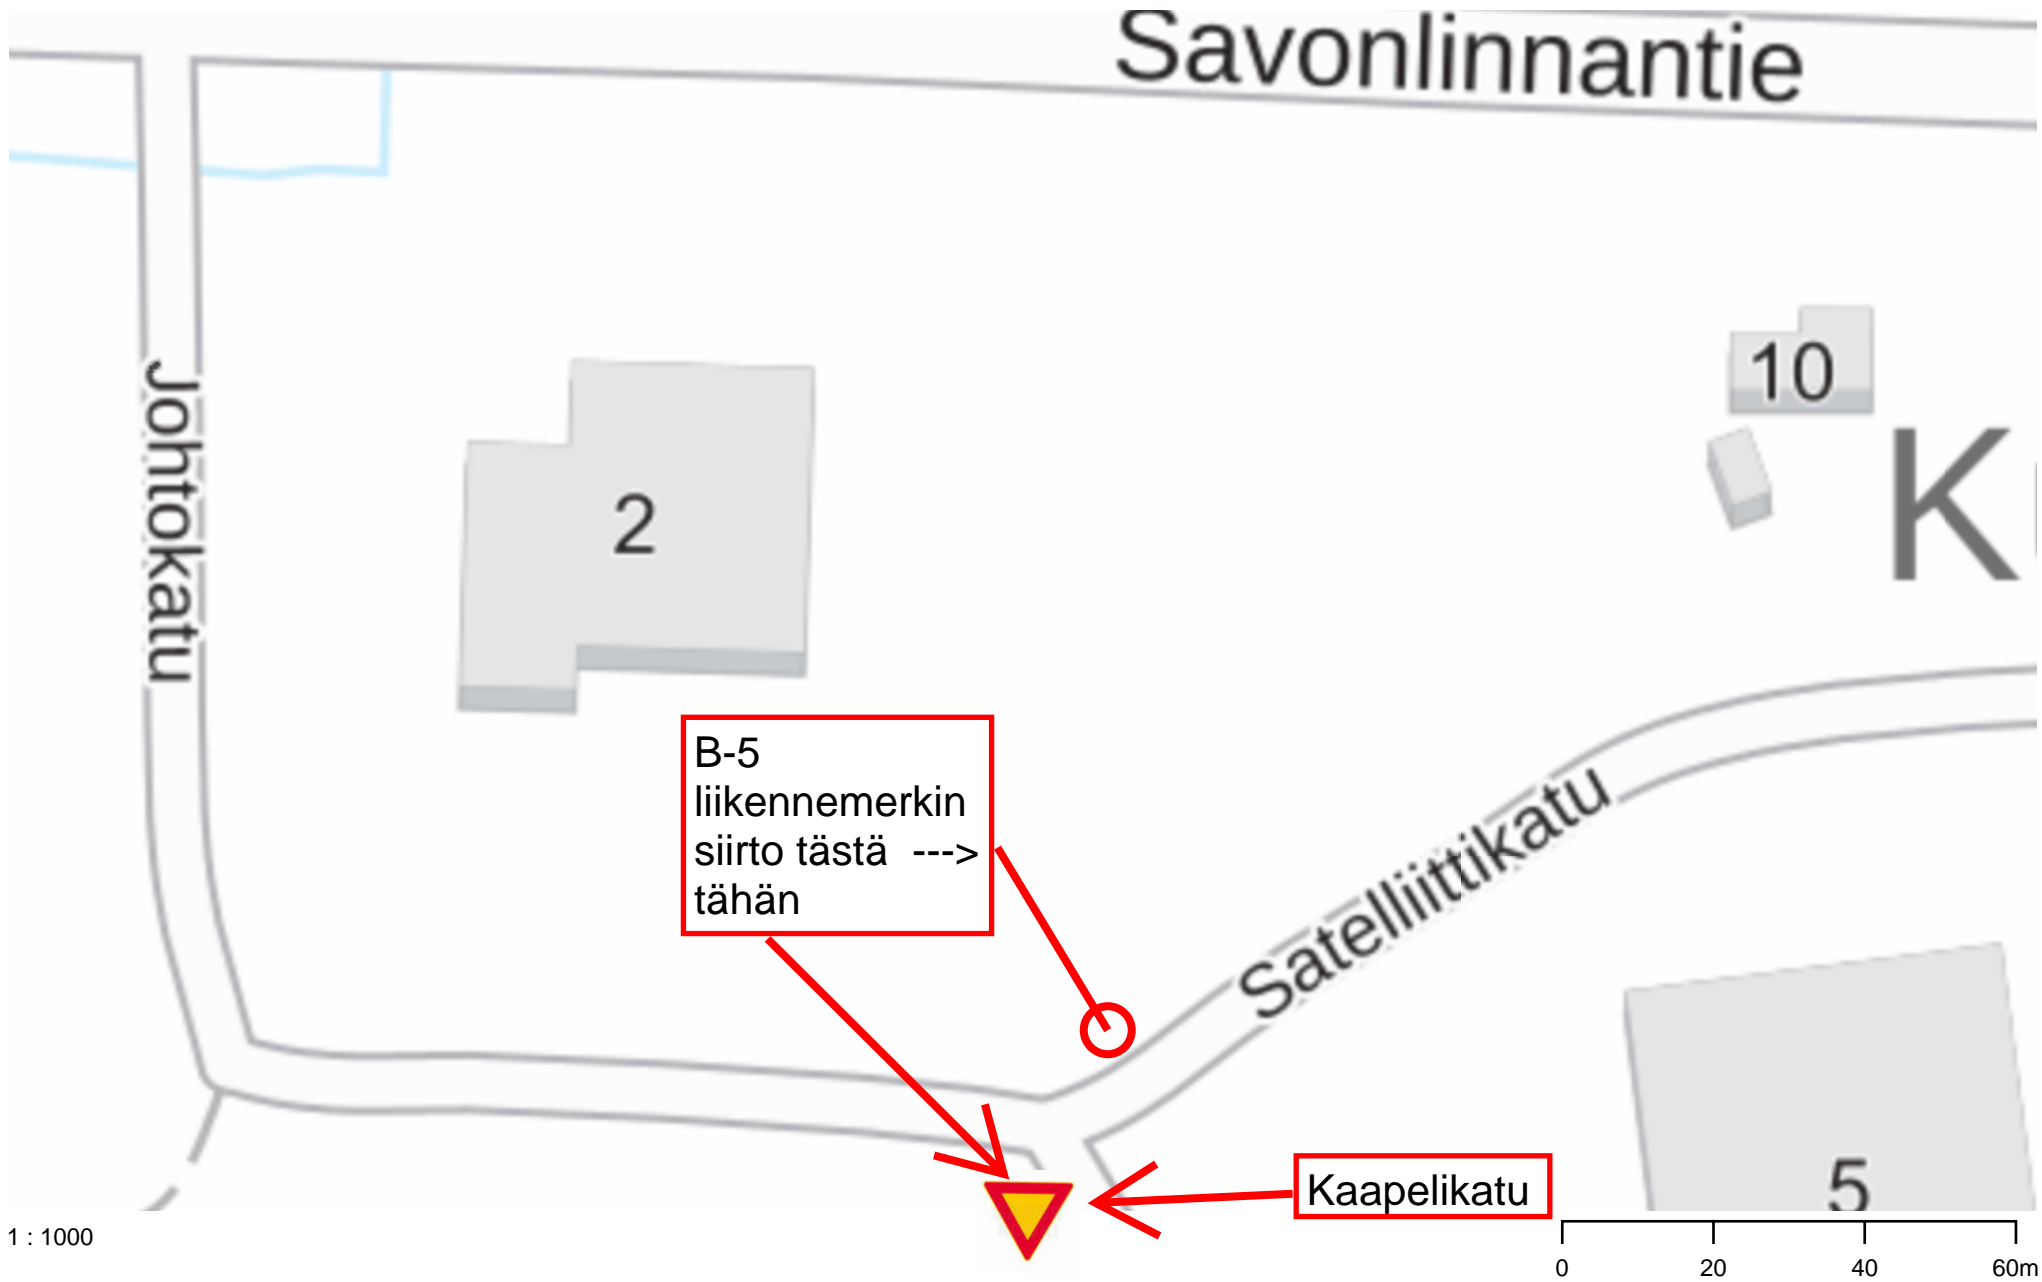 Savonlinnantie
Johtokatu
2
10
K
B-5
liikennemerkin
siirto tästä --->
tähän
Satelliittikatu
Kaapelikatu
5
1 : 1000
0 20 40 60m